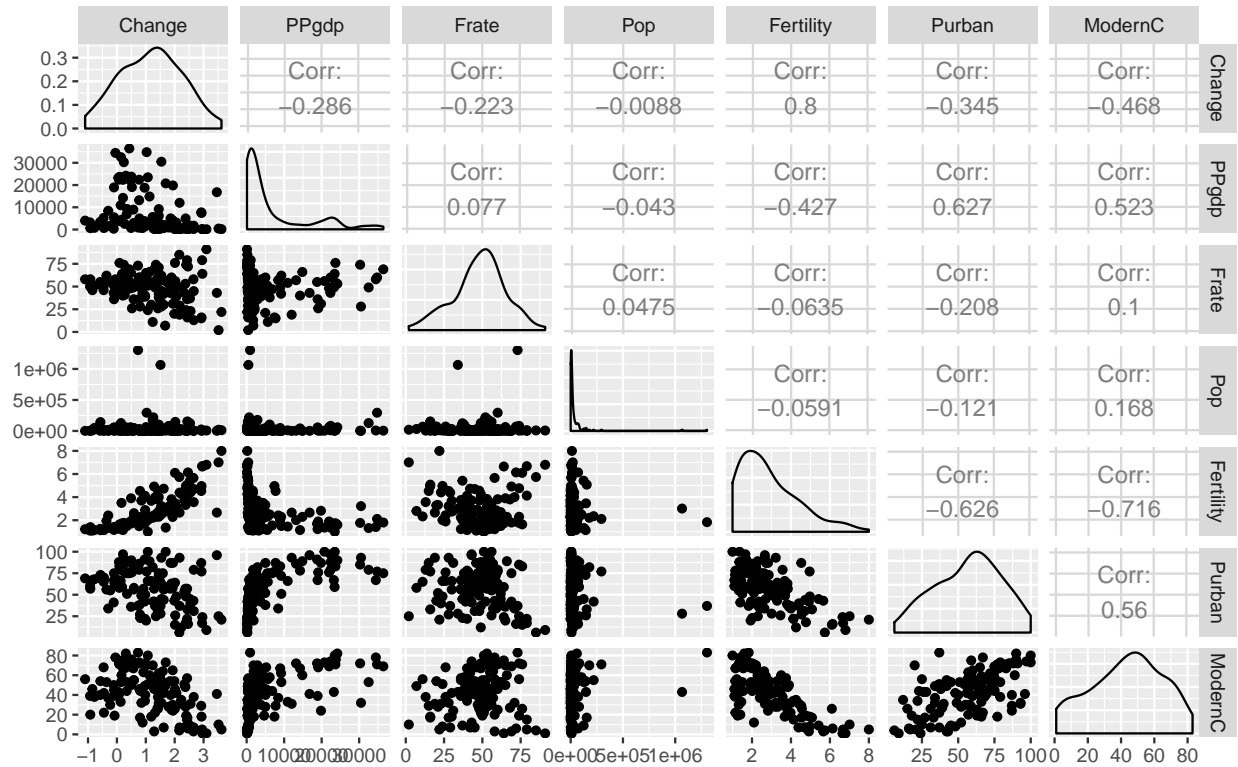 Change PPgdp Frate Pop Fertility Purban ModernC
0.3
0.2
0.1
0.0
Corr: Corr: Corr: Corr: Corr: Corr:
−0.286 −0.223 −0.0088 0.8 −0.345 −0.468
Change
30000
20000
10000
0
Corr: Corr: Corr: Corr: Corr:
0.077 −0.043 −0.427 0.627 0.523
PPgdp
75
50
25
0
Corr: Corr: Corr: Corr:
0.0475 −0.0635 −0.208 0.1
Frate
1e+06
5e+05
0e+00
Corr: Corr: Corr:
−0.0591 −0.121 0.168
Pop
8
6
4
2
Corr: Corr:
−0.626 −0.716
Fertility
100
75
50
25
Corr:
0.56
Purban
80
60
40
20
0
ModernC
−1 0 1 2 3 0 10000 20000 30000 0 25 50 75 0e+00 5e+05 1e+06 2 4 6 8 25 50 75 100 0 20 40 60 80